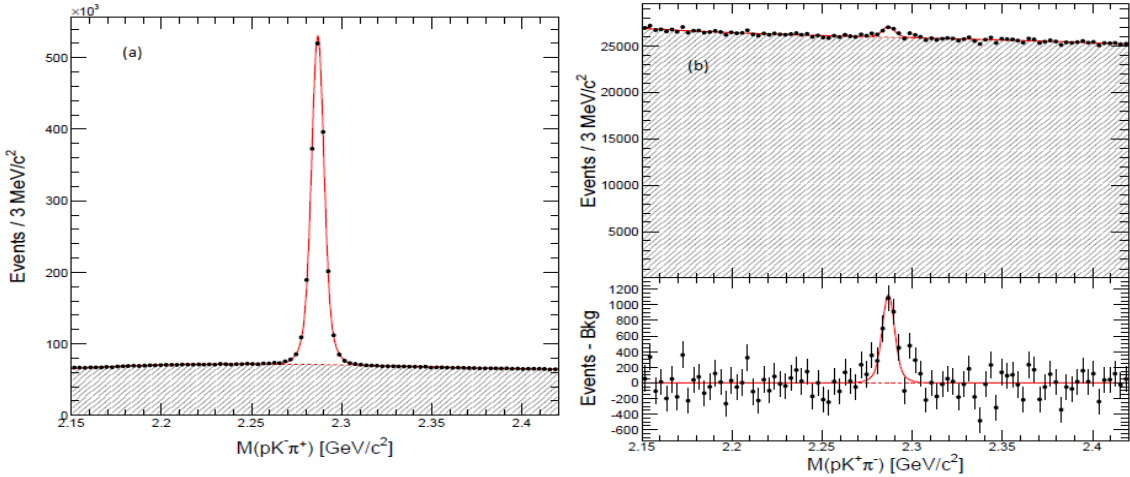 ×10³
(a)
Events / 3 MeV/c²
500
400
300
200
100
0
2.15 2.2 2.25 2.3 2.35 2.4
M(pK⁻π⁺) [GeV/c²]
(b)
Events / 3 MeV/c²
25000
20000
15000
10000
5000
Events - Bkg
1200
1000
800
600
400
200
0
-200
-400
-600
2.15 2.2 2.25 2.3 2.35 2.4
M(pK⁺π⁻) [GeV/c²]